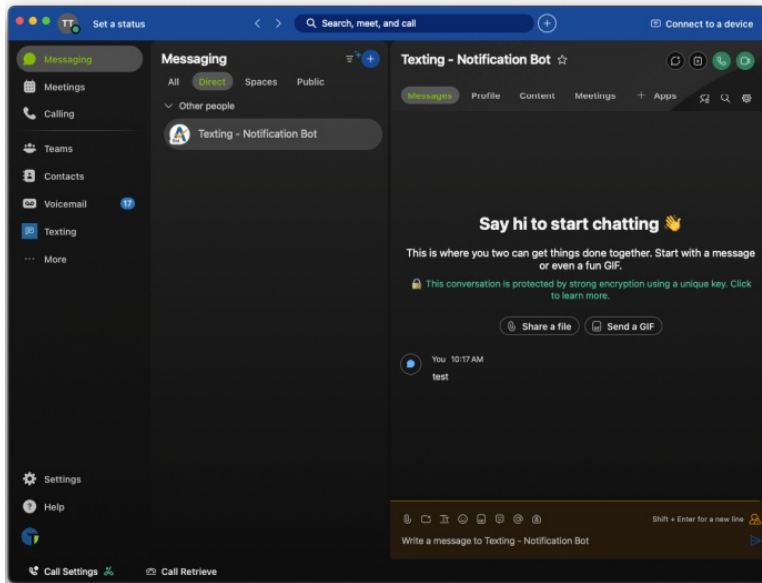 TT Set a status
Search, meet, and call
Connect to a device
Messaging
Meetings
Calling
Teams
Contacts
Voicemail 17
Texting
More
Settings
Help
Messaging
All Direct Spaces Public
Other people
Bot
Texting - Notification Bot
Texting - Notification Bot
Messages Profile Content Meetings + Apps
Say hi to start chatting 👋
This is where you two can get things done together. Start with a message
or even a fun GIF.
This conversation is protected by strong encryption using a unique key. Click
to learn more.
Share a file Send a GIF
You 10:17 AM
test
Shift + Enter for a new line
Write a message to Texting - Notification Bot
Call Settings Call Retrieve